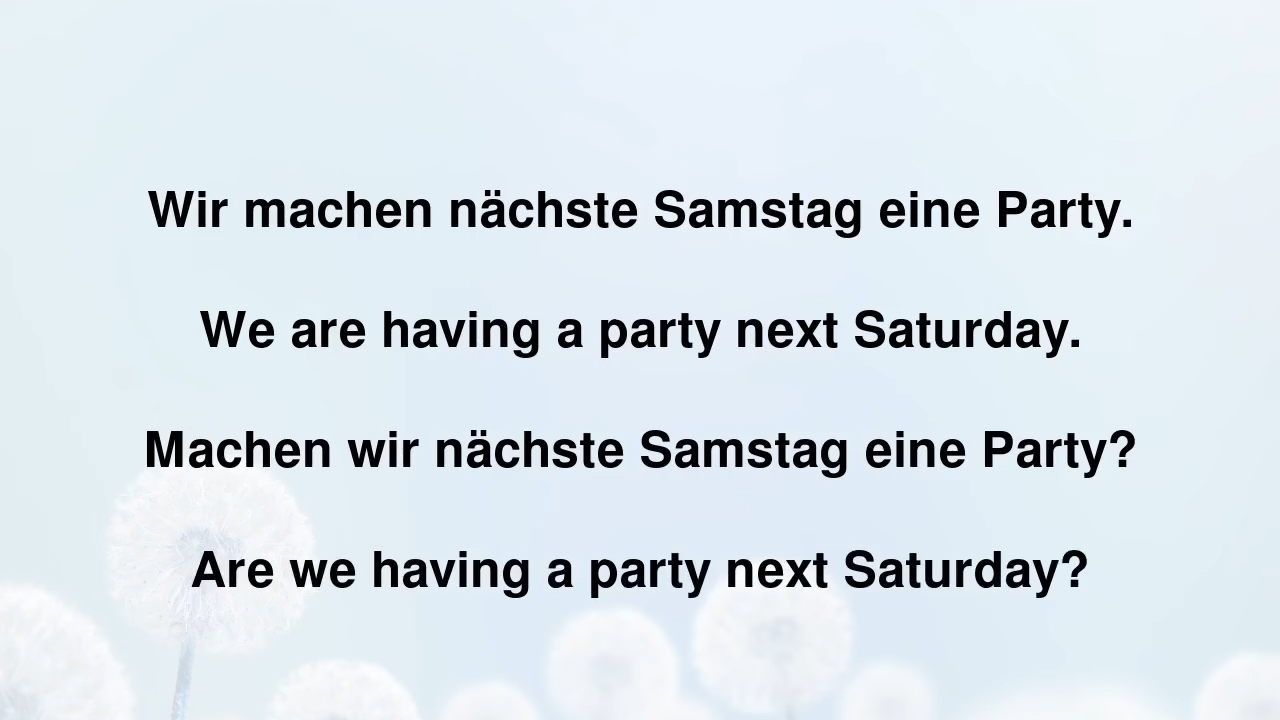 Wir machen nächste Samstag eine Party.
We are having a party next Saturday.
Machen wir nächste Samstag eine Party?
Are we having a party next Saturday?